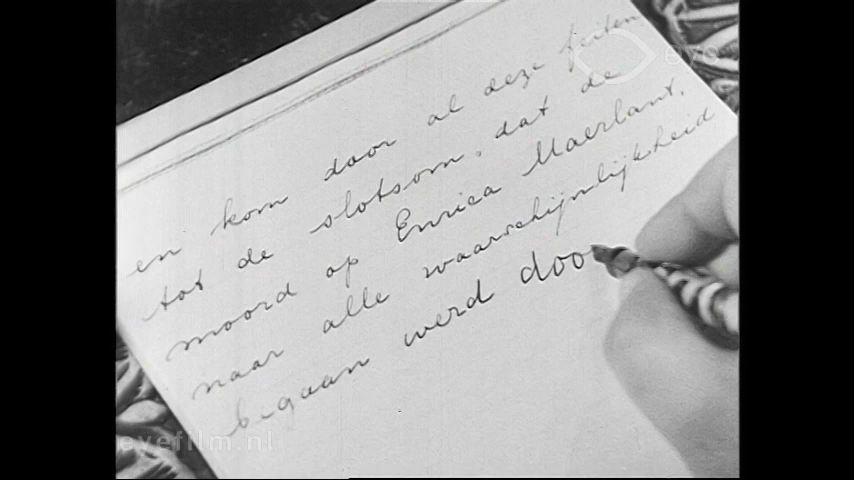 eye
en kom door al deze feiten
tot de slotsom, dat de
moord op Enrica Maerlant,
naar alle waarschijnlijkheid
begaan werd doo
eyefilm.nl